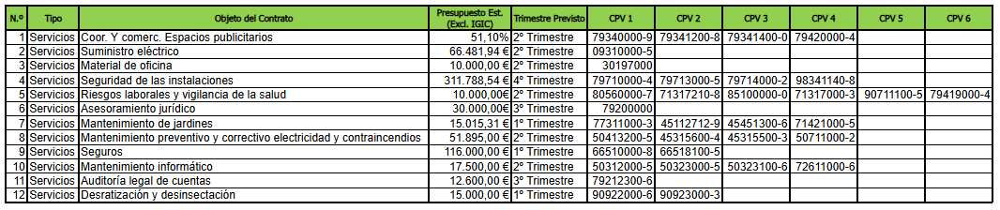 N.º Tipo Objeto del Contrato Presupuesto Est. (Excl. IGIC) Trimestre Previsto CPV 1 CPV 2 CPV 3 CPV 4 CPV 5 CPV 6
1 Servicios Coor. Y comerc. Espacios publicitarios 51,10% 2º Trimestre 79340000-9 79341200-8 79341400-0 79420000-4
2 Servicios Suministro eléctrico 66.481,94 € 2º Trimestre 09310000-5
3 Servicios Material de oficina 10.000,00 € 2º Trimestre 30197000
4 Servicios Seguridad de las instalaciones 311.788,54 € 4º Trimestre 79710000-4 79713000-5 79714000-2 98341140-8
5 Servicios Riesgos laborales y vigilancia de la salud 10.000,00€ 2º Trimestre 80560000-7 71317210-8 85100000-0 71317000-3 90711100-5 79419000-4
6 Servicios Asesoramiento jurídico 30.000,00€ 3º Trimestre 79200000
7 Servicios Mantenimiento de jardines 15.015,31 € 1º Trimestre 77311000-3 45112712-9 45451300-6 71421000-5
8 Servicios Mantenimiento preventivo y correctivo electricidad y contraincendios 51.895,00 € 2º Trimestre 50413200-5 45315600-4 45315500-3 50711000-2
9 Servicios Seguros 116.000,00 € 1º Trimestre 66510000-8 66518100-5
10 Servicios Mantenimiento informático 17.500,00 € 2º Trimestre 50312000-5 50323000-5 50323100-6 72611000-6
11 Servicios Auditoría legal de cuentas 12.600,00 € 3º Trimestre 79212300-6
12 Servicios Desratización y desinsectación 15.000,00 € 1º Trimestre 90922000-6 90923000-3